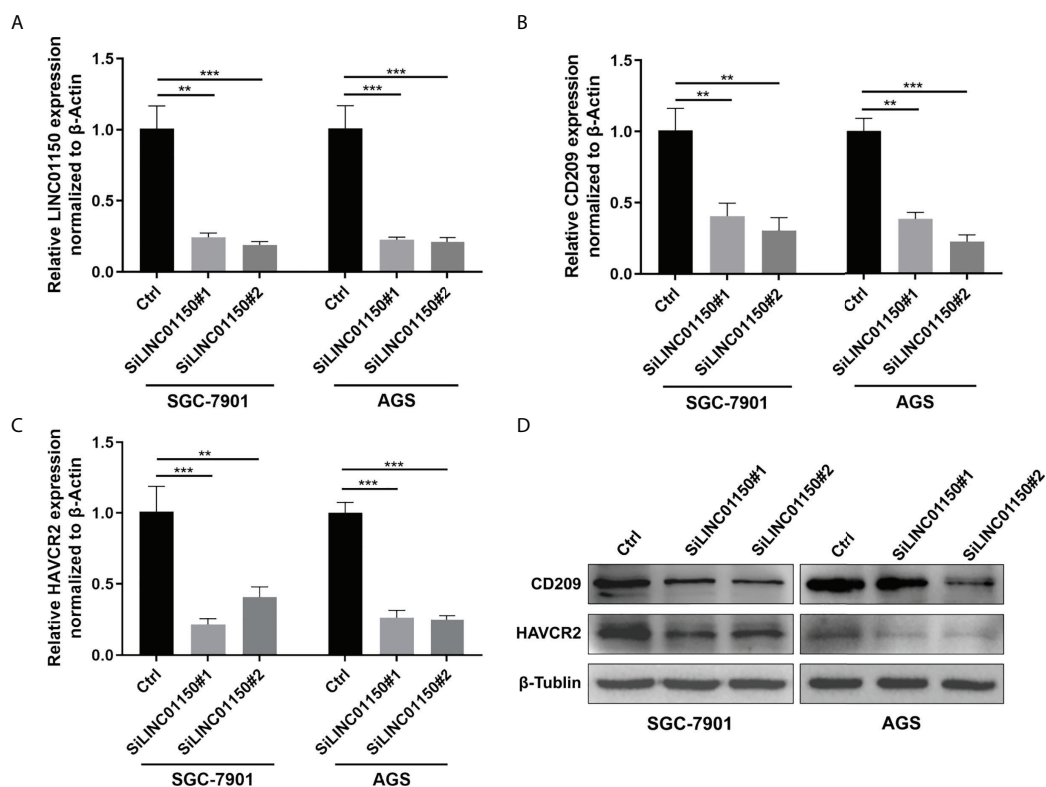 A
Relative LINC01150 expression
normalized to β-Actin
1.5
1.0
0.5
0.0
***
**
***
***
Ctrl
SiLINC01150#1
SiLINC01150#2
Ctrl
SiLINC01150#1
SiLINC01150#2
SGC-7901
AGS
B
Relative CD209 expression
normalized to β-Actin
1.5
1.0
0.5
0.0
**
**
***
**
Ctrl
SiLINC01150#1
SiLINC01150#2
Ctrl
SiLINC01150#1
SiLINC01150#2
SGC-7901
AGS
C
Relative HAVCR2 expression
normalized to β-Actin
1.5
1.0
0.5
0.0
**
***
***
***
Ctrl
SiLINC01150#1
SiLINC01150#2
Ctrl
SiLINC01150#1
SiLINC01150#2
SGC-7901
AGS
D
Ctrl
SiLINC01150#1
SiLINC01150#2
Ctrl
SiLINC01150#1
SiLINC01150#2
CD209
HAVCR2
β-Tublin
SGC-7901
AGS